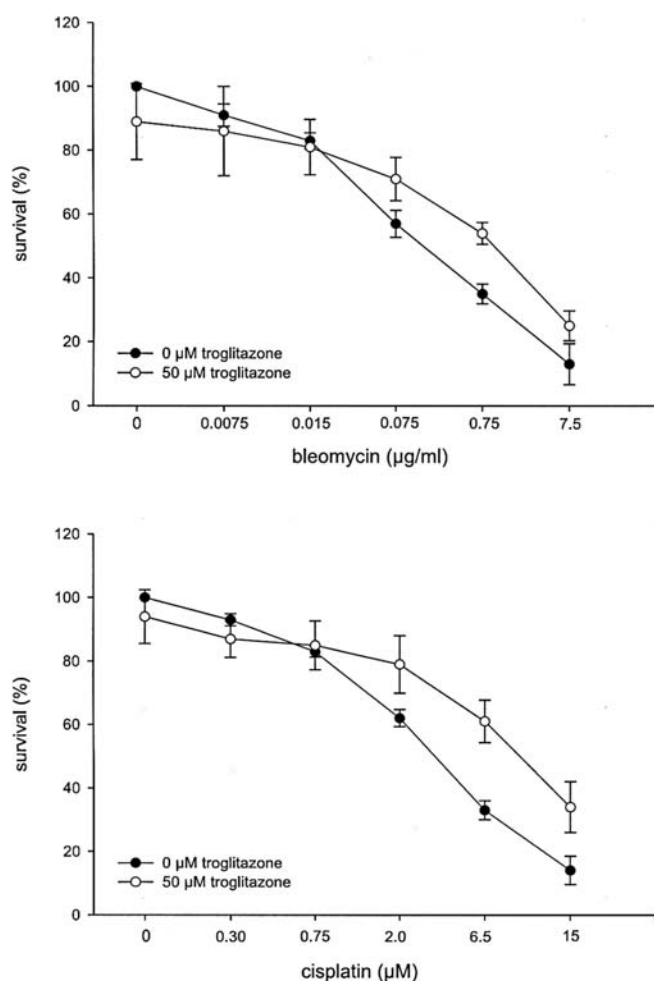 120
100
80
60
40
20
0
survival (%)
0 µM troglitazone
50 µM troglitazone
0 0.0075 0.015 0.075 0.75 7.5
bleomycin (µg/ml)
120
100
80
60
40
20
0
survival (%)
0 µM troglitazone
50 µM troglitazone
0 0.30 0.75 2.0 6.5 15
cisplatin (µM)